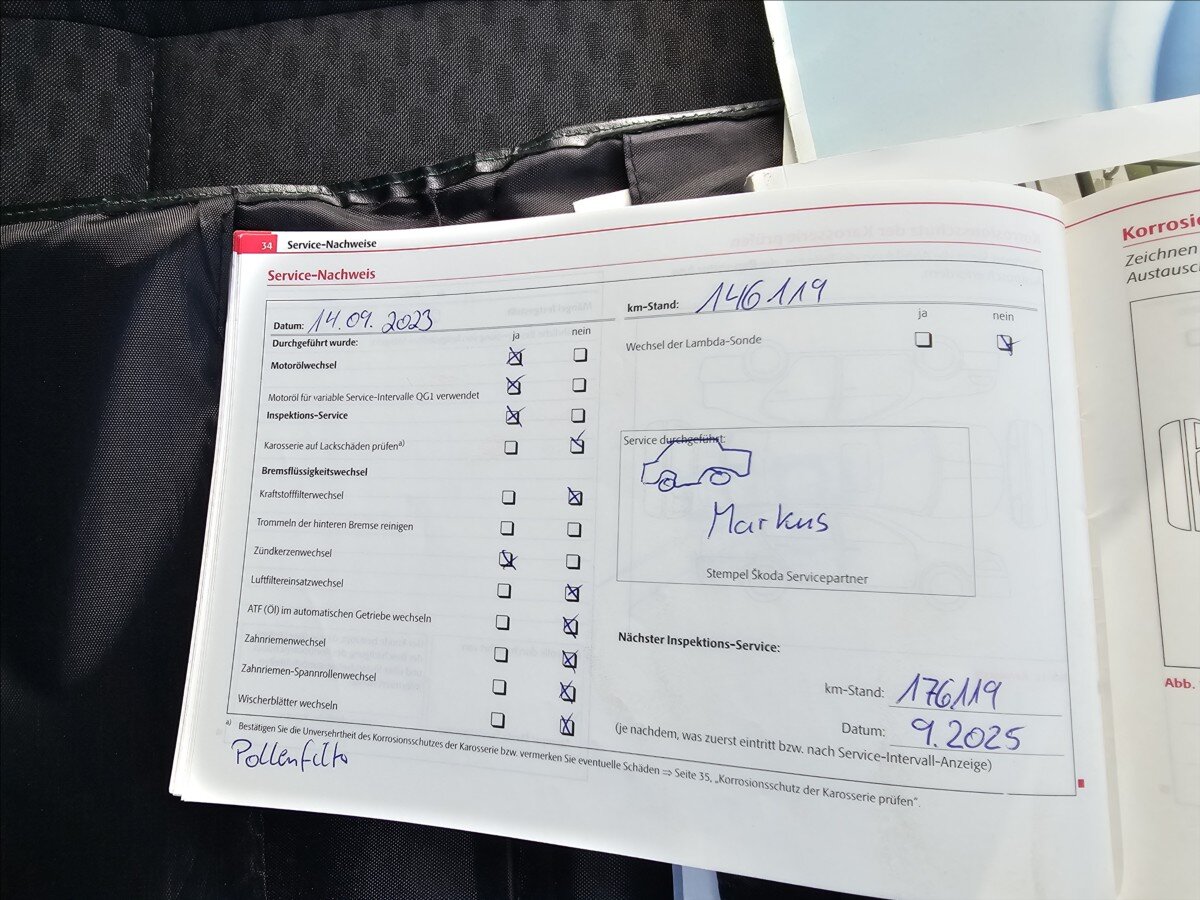 34 Service-Nachweise
Service-Nachweis
Datum: 14.09.2023
km-Stand: 146119
Durchgeführt wurde: ja nein
ja nein
Motorölwechsel
Wechsel der Lambda-Sonde
Motoröl für variable Service-Intervalle QG1 verwendet
Inspektions-Service
Karosserie auf Lackschäden prüfen a)
Bremsflüssigkeitswechsel
Kraftstofffilterwechsel
Trommeln der hinteren Bremse reinigen
Zündkerzenwechsel
Luftfiltereinsatzwechsel
ATF (Öl) im automatischen Getriebe wechseln
Zahnriemenwechsel
Zahnriemen-Spannrollenwechsel
Wischerblätter wechseln
Service durchgeführt:
Markus
Stempel Škoda Servicepartner
Nächster Inspektions-Service:
km-Stand: 176119
Datum: 9.2025
(je nachdem, was zuerst eintritt bzw. nach Service-Intervall-Anzeige)
a) Bestätigen Sie die Unversehrtheit des Korrosionsschutzes der Karosserie bzw. vermerken Sie eventuelle Schäden ⇒ Seite 35, „Korrosionsschutz der Karosserie prüfen“.
Pollenfilter
Zeichnen
Abb.